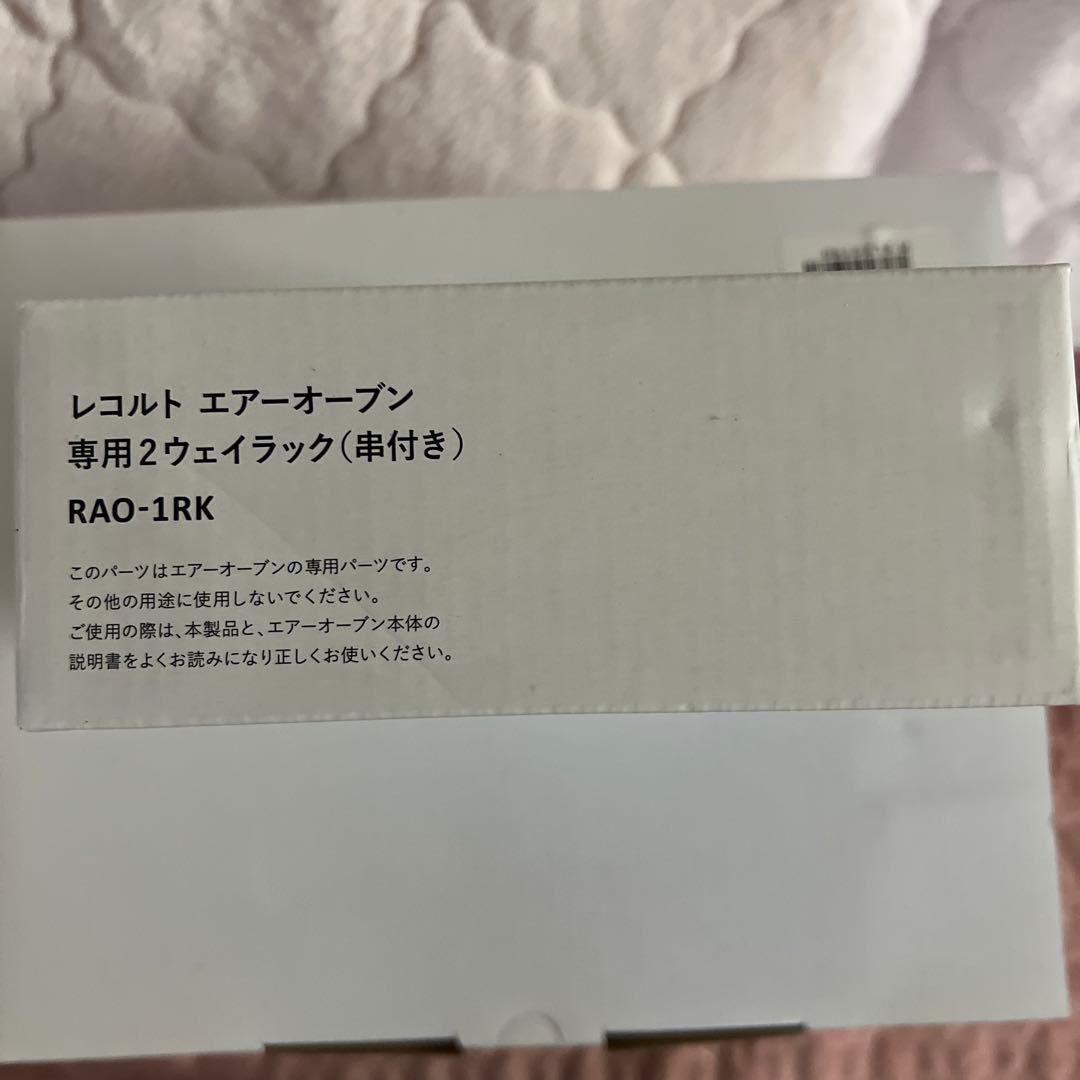 レコルト エアーオーブン
専用2ウェイラック(串付き)
RAO-1RK
このパーツはエアーオーブンの専用パーツです。
その他の用途に使用しないでください。
ご使用の際は、本製品と、エアーオーブン本体の
説明書をよくお読みになり正しくお使いください。